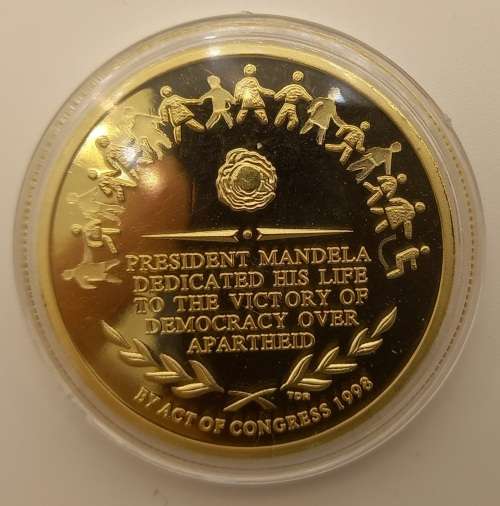 PRESIDENT MANDELA
DEDICATED HIS LIFE
TO THE VICTORY OF
DEMOCRACY OVER
APARTHEID
TDR
BY ACT OF CONGRESS 1998